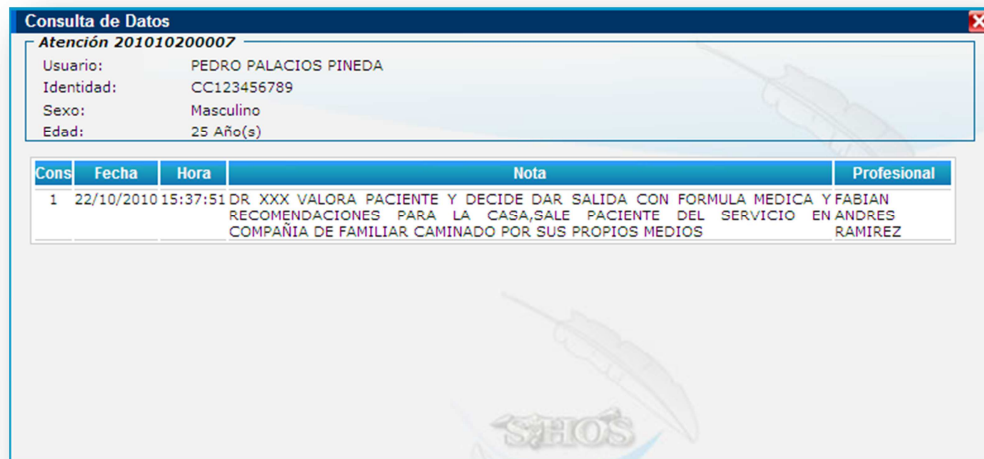 Consulta de Datos
Atención 201010200007
Usuario: PEDRO PALACIOS PINEDA
Identidad: CC123456789
Sexo: Masculino
Edad: 25 Año(s)
Cons Fecha Hora Nota Profesional
1 22/10/2010 15:37:51 DR XXX VALORA PACIENTE Y DECIDE DAR SALIDA CON FORMULA MEDICA Y FABIAN
RECOMENDACIONES PARA LA CASA,SALE PACIENTE DEL SERVICIO EN ANDRES
COMPAÑIA DE FAMILIAR CAMINADO POR SUS PROPIOS MEDIOS RAMIREZ
SIHOS